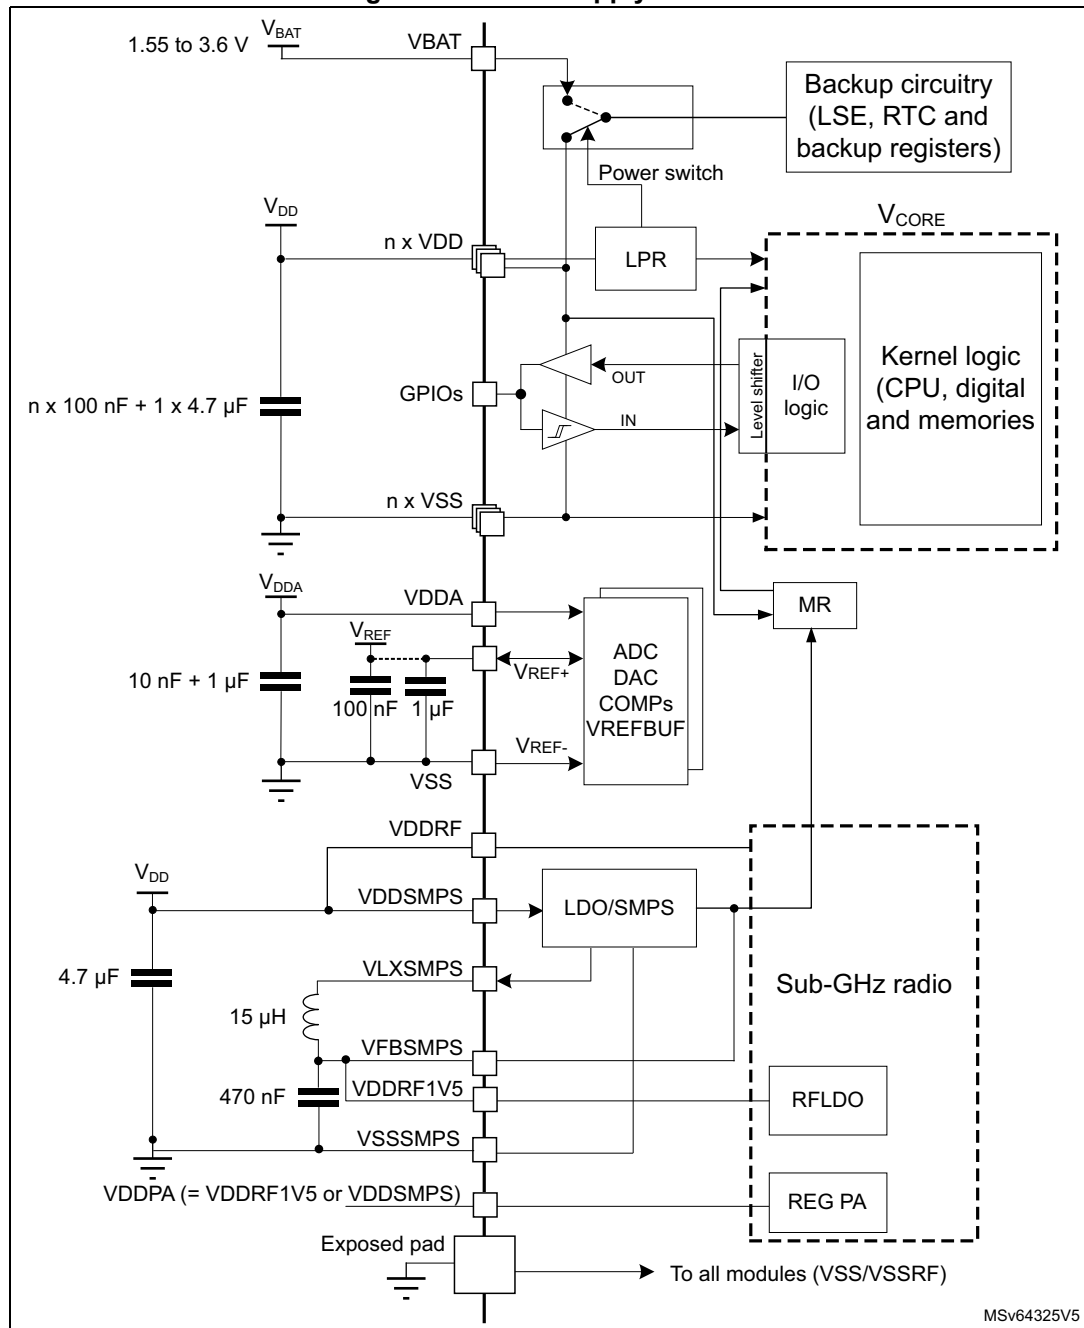 VBAT
1.55 to 3.6 V
VBAT
Backup circuitry
(LSE, RTC and
backup registers)
Power switch
VDD
n x VDD
LPR
VCORE
n x 100 nF + 1 x 4.7 µF
GPIOs
OUT
IN
Level shifter
I/O
logic
Kernel logic
(CPU, digital
and memories
n x VSS
VDDA
VDDA
MR
10 nF + 1 µF
VREF
100 nF
1 µF
VREF+
ADC
DAC
COMPs
VREFBUF
VREF-
VSS
VDDRF
VDD
VDDSMPS
LDO/SMPS
4.7 µF
VLXSMPS
Sub-GHz radio
15 µH
VFBSMPS
470 nF
VDDRF1V5
RFLDO
VSSSMPS
VDDPA (= VDDRF1V5 or VDDSMPS)
REG PA
Exposed pad
To all modules (VSS/VSSRF)
MSv64325V5